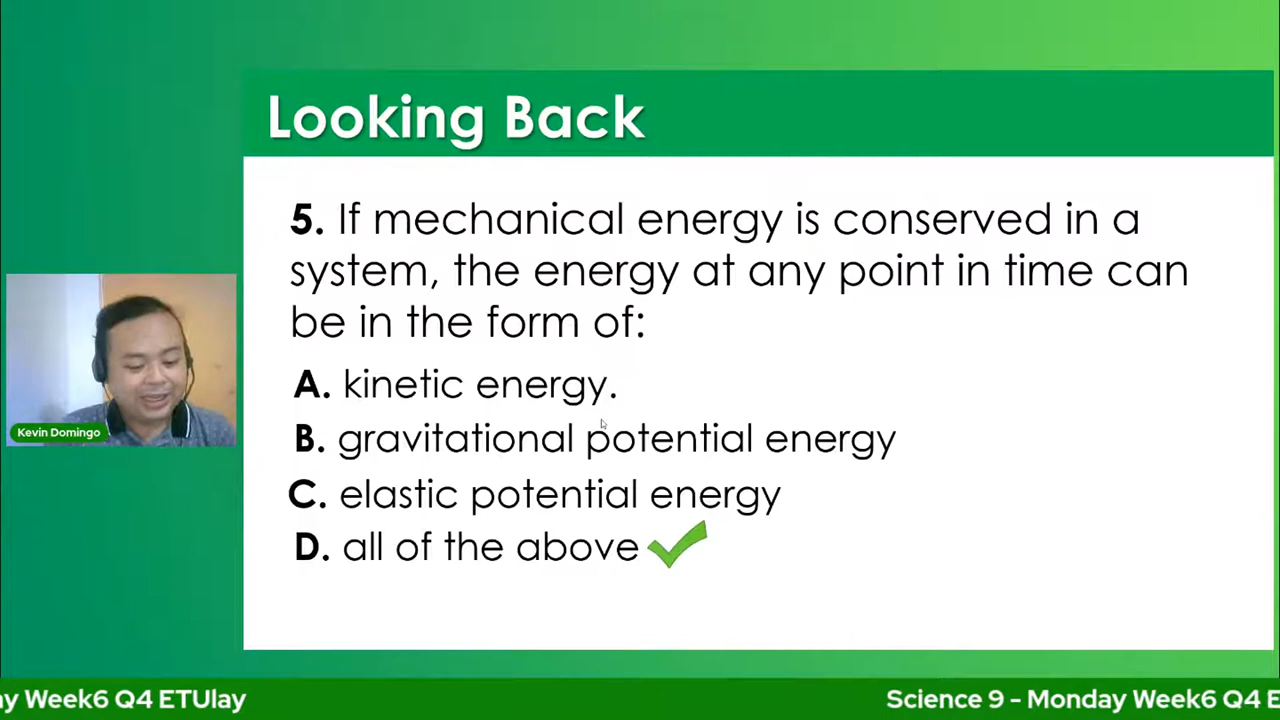 Looking Back
5. If mechanical energy is conserved in a
system, the energy at any point in time can
be in the form of:
A. kinetic energy.
B. gravitational potential energy
C. elastic potential energy
D. all of the above
Kevin Domingo
ay Week6 Q4 ETUlay
Science 9 - Monday Week6 Q4 E